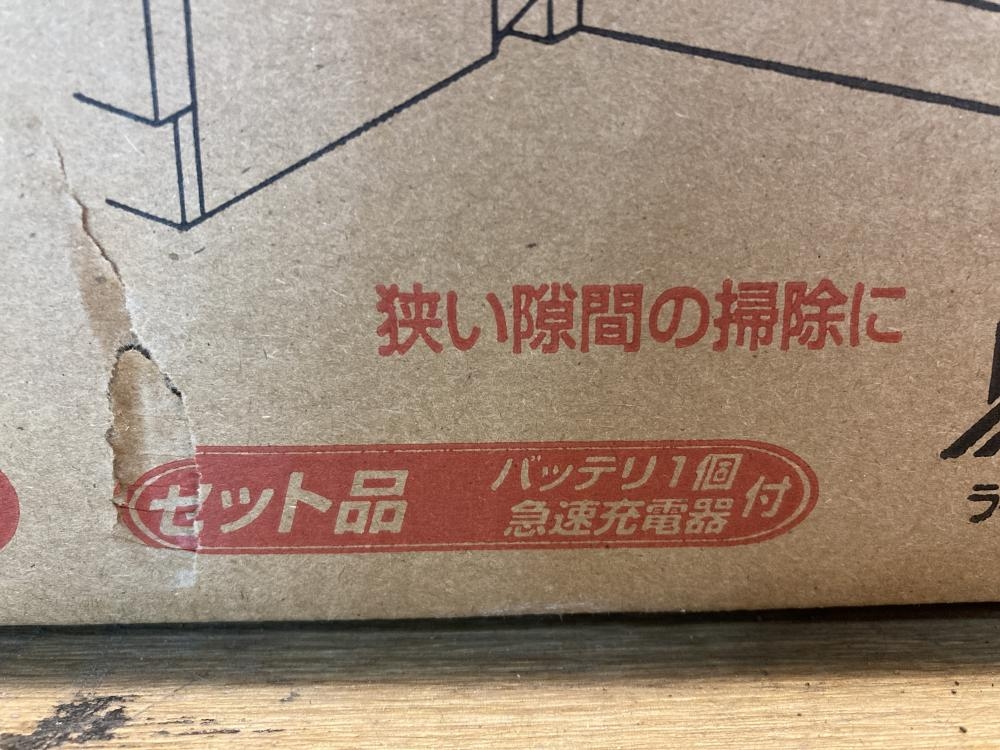 狭い隙間の掃除に
セット品 バッテリ1個
急速充電器 付
ラ